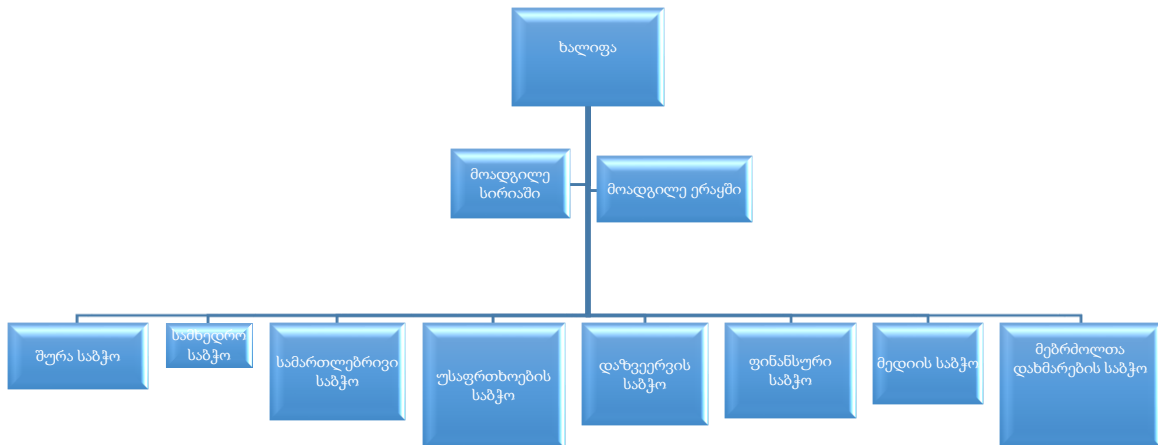 ხალიფა
მოადგილე
სირიაში
მოადგილე ერაყში
შურა საბჭო
სამხედრო
საბჭო
სამართლებრივი
საბჭო
უსაფრთხოების
საბჭო
დაზვეერვის
საბჭო
ფინანსური
საბჭო
მედიის საბჭო
მებრძოლთა
დახმარების საბჭო